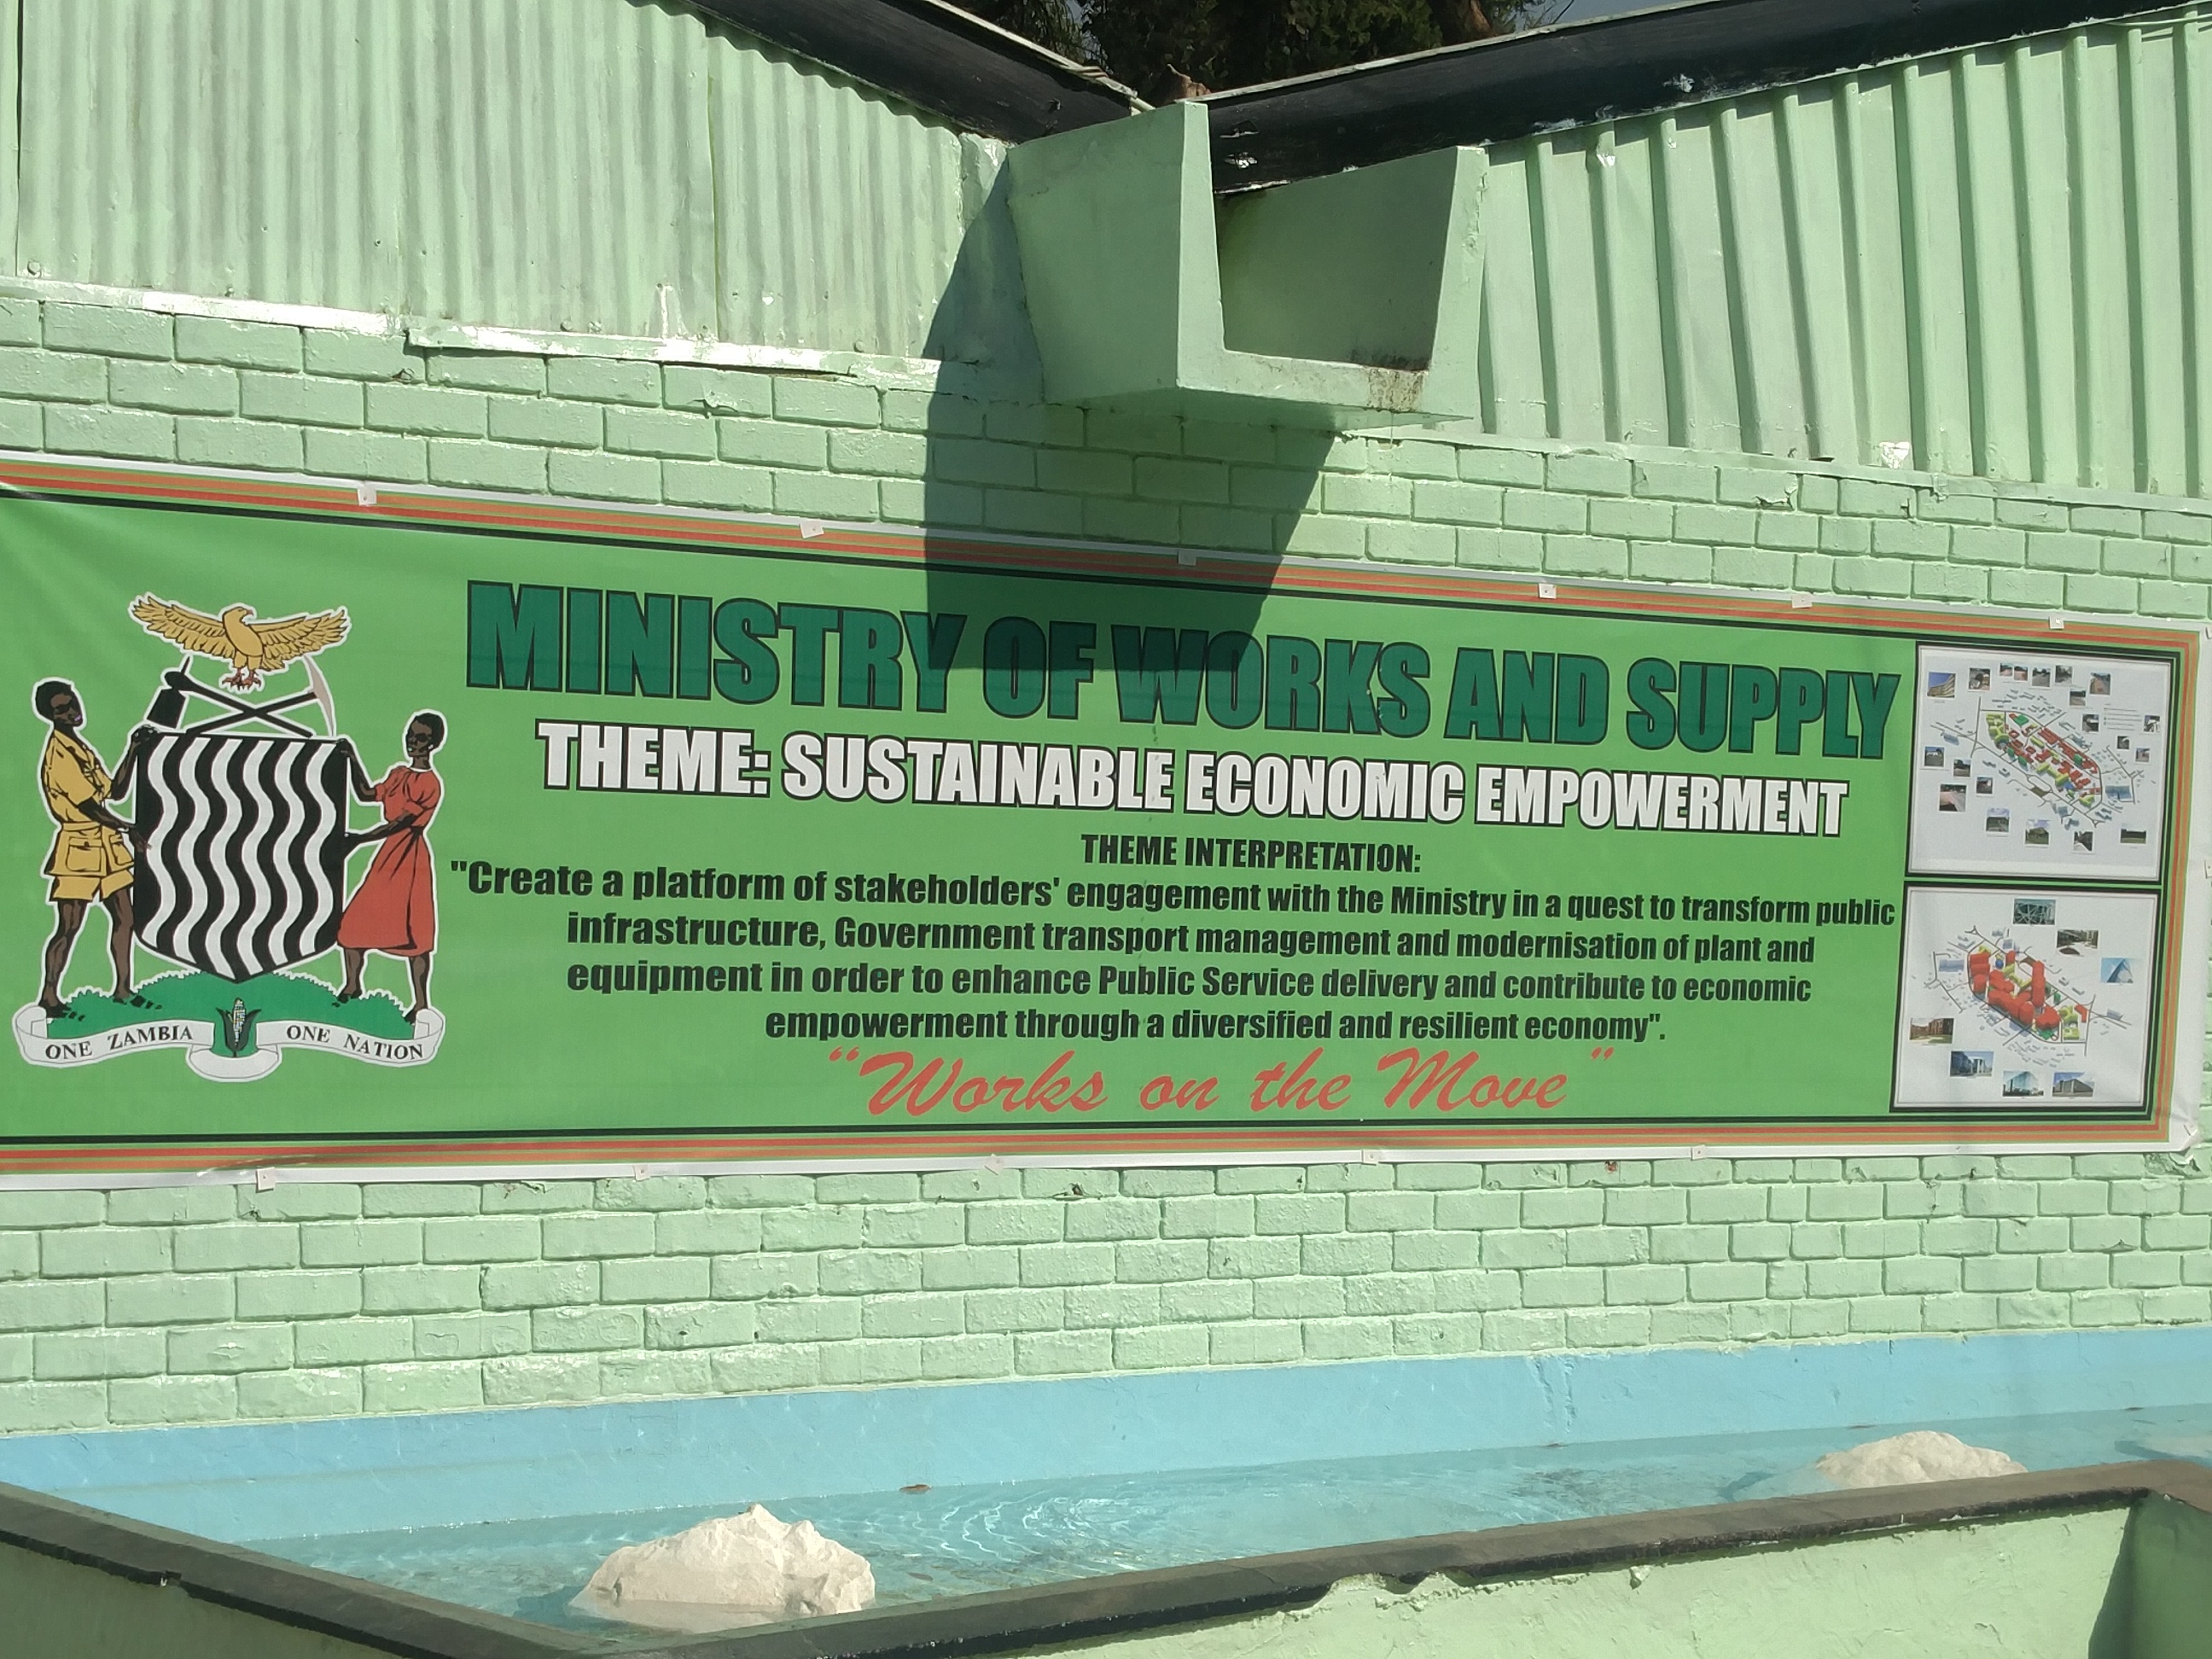 MINISTRY OF WORKS AND SUPPLY
THEME: SUSTAINABLE ECONOMIC EMPOWERMENT
THEME INTERPRETATION:
"Create a platform of stakeholders' engagement with the Ministry in a quest to transform public
infrastructure, Government transport management and modernisation of plant and
equipment in order to enhance Public Service delivery and contribute to economic
empowerment through a diversified and resilient economy".
“Works on the Move”
ONE ZAMBIA ONE NATION